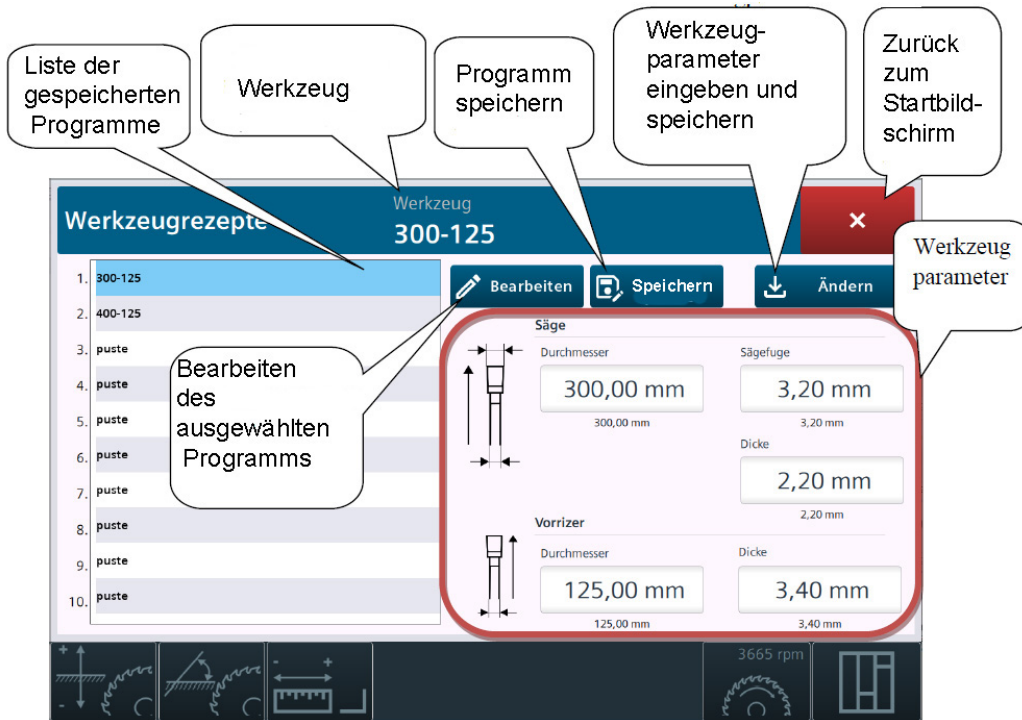 Liste der
gespeicherten
Programme
Werkzeug
Programm
speichern
Werkzeug-
parameter
eingeben und
speichern
Zurück
zum
Startbild-
schirm
Werkzeugrezepte
Werkzeug
300-125
×
Werkzeug
parameter
1. 300-125
2. 400-125
3. puste
4. puste
5. puste
6. puste
7. puste
8. puste
9. puste
10. puste
Bearbeiten
des
ausgewählten
Programms
Bearbeiten
Speichern
Ändern
Säge
Durchmesser
Sägefuge
300,00 mm
3,20 mm
300,00 mm
3,20 mm
Dicke
2,20 mm
2,20 mm
Vorrizer
Durchmesser
Dicke
125,00 mm
3,40 mm
125,00 mm
3,40 mm
+
-
- +
3665 rpm